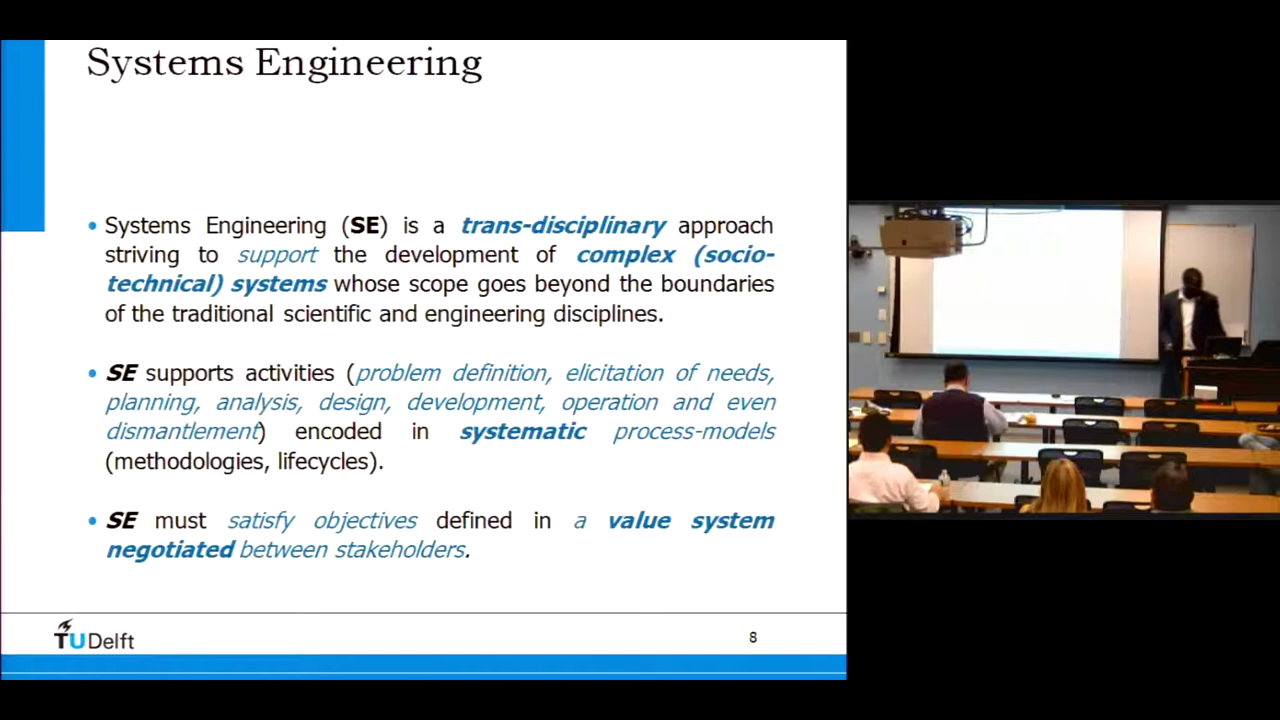 Systems Engineering
• Systems Engineering (SE) is a trans-disciplinary approach
striving to support the development of complex (socio-
technical) systems whose scope goes beyond the boundaries
of the traditional scientific and engineering disciplines.
• SE supports activities (problem definition, elicitation of needs,
planning, analysis, design, development, operation and even
dismantlement) encoded in systematic process-models
(methodologies, lifecycles).
• SE must satisfy objectives defined in a value system
negotiated between stakeholders.
TU Delft
8